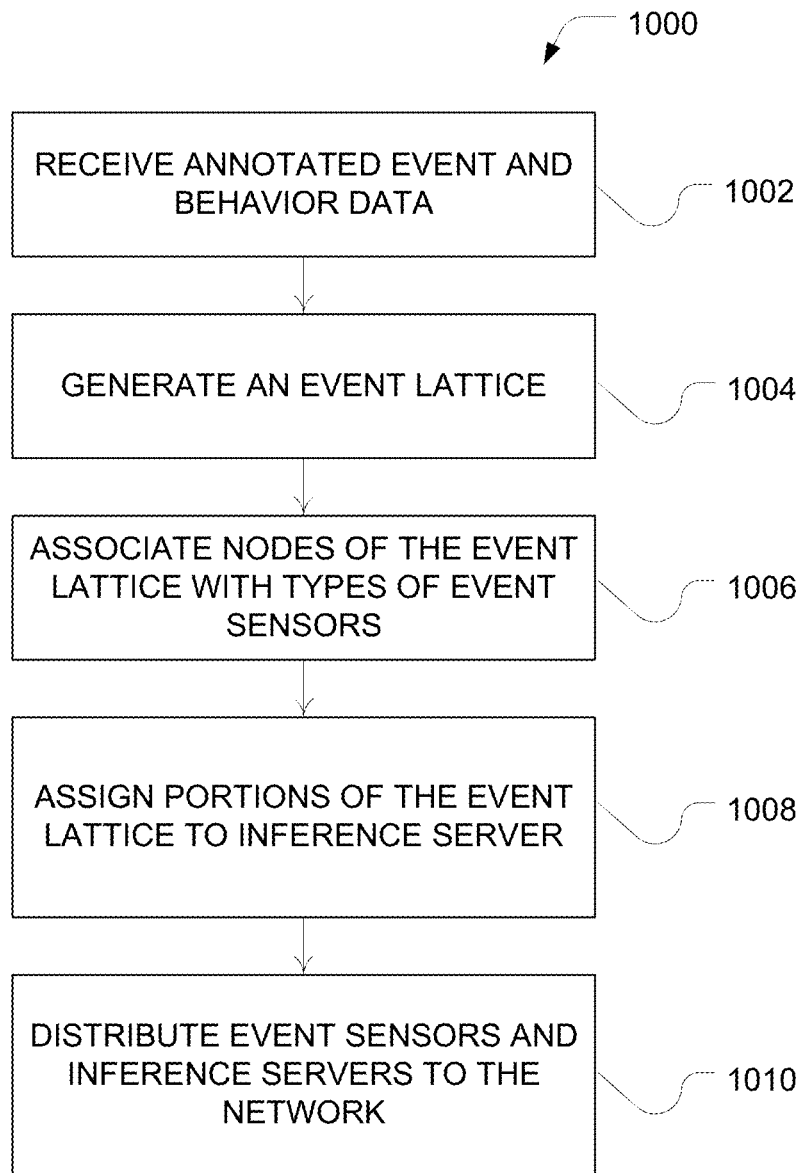 1000
RECEIVE ANNOTATED EVENT AND
BEHAVIOR DATA
1002
GENERATE AN EVENT LATTICE
1004
ASSOCIATE NODES OF THE EVENT
LATTICE WITH TYPES OF EVENT
SENSORS
1006
ASSIGN PORTIONS OF THE EVENT
LATTICE TO INFERENCE SERVER
1008
DISTRIBUTE EVENT SENSORS AND
INFERENCE SERVERS TO THE
NETWORK
1010